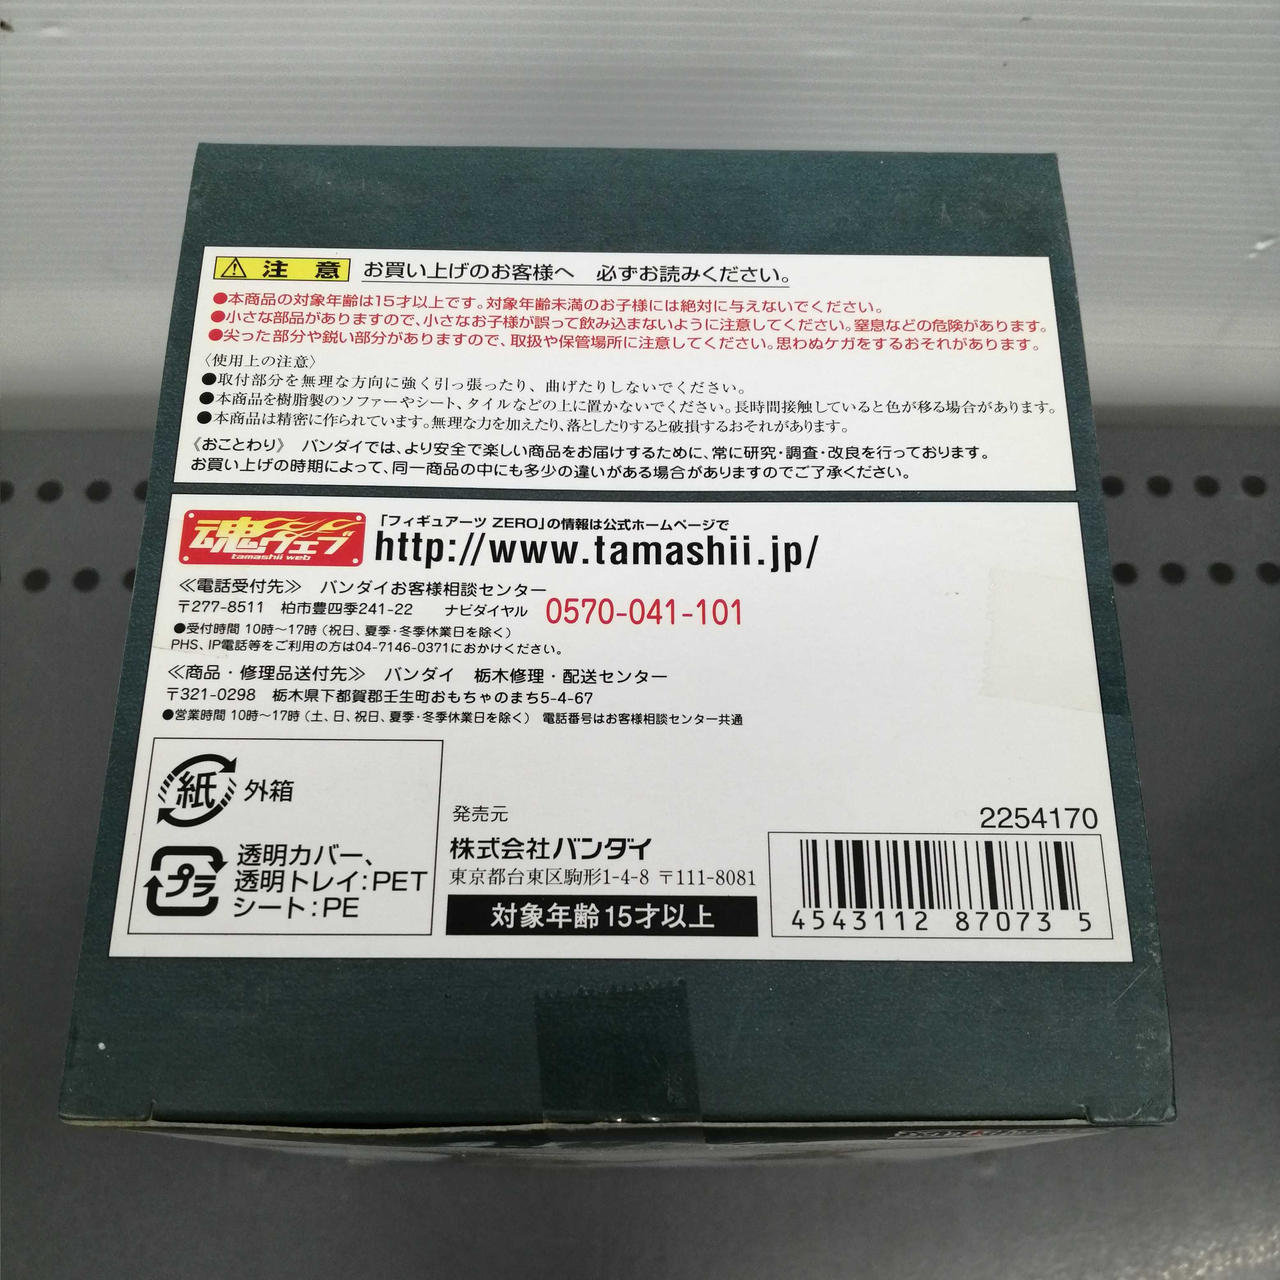 注意 お買い上げのお客様へ 必ずお読みください。
●本商品の対象年齢は15才以上です。対象年齢未満のお子様には絶対に与えないでください。
●小さな部品がありますので、小さなお子様が誤って飲み込まないように注意してください。窒息などの危険があります。
●尖った部分や鋭い部分がありますので、取扱や保管場所に注意してください。思わぬケガをするおそれがあります。
〈使用上の注意〉
●取付部分を無理な方向に強く引っ張ったり、曲げたりしないでください。
●本商品を樹脂製のソファーやシート、タイルなどの上に置かないでください。長時間接触していると色が移る場合があります。
●本商品は精密に作られています。無理な力を加えたり、落としたりすると破損するおそれがあります。
《おことわり》 バンダイでは、より安全で楽しい商品をお届けするために、常に研究・調査・改良を行っております。
お買い上げの時期によって、同一商品の中にも多少の違いがある場合がありますのでご了承ください。
魂ウェブ
tamashii web
「フィギュアーツ ZERO」の情報は公式ホームページで
http://www.tamashii.jp/
≪電話受付先≫ バンダイお客様相談センター
〒277-8511 柏市豊四季241-22 ナビダイヤル 0570-041-101
●受付時間 10時〜17時（祝日、夏季・冬季休業日を除く）
PHS、IP電話等をご利用の方は04-7146-0371におかけください。
≪商品・修理品送付先≫ バンダイ 栃木修理・配送センター
〒321-0298 栃木県下都賀郡壬生町おもちゃのまち5-4-67
●営業時間 10時〜17時（土、日、祝日、夏季・冬季休業日を除く） 電話番号はお客様相談センター共通
紙 外箱
プラ 透明カバー、
透明トレイ:PET
シート:PE
発売元
株式会社バンダイ
東京都台東区駒形1-4-8 〒111-8081
対象年齢15才以上
2254170
4543112 87073 5